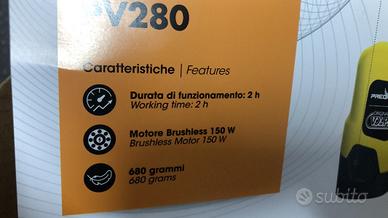 V280
Caratteristiche | Features
Durata di funzionamento: 2 h
Working time: 2 h
Motore Brushless 150 W
Brushless Motor 150 W
680 grammi
680 grams
subito